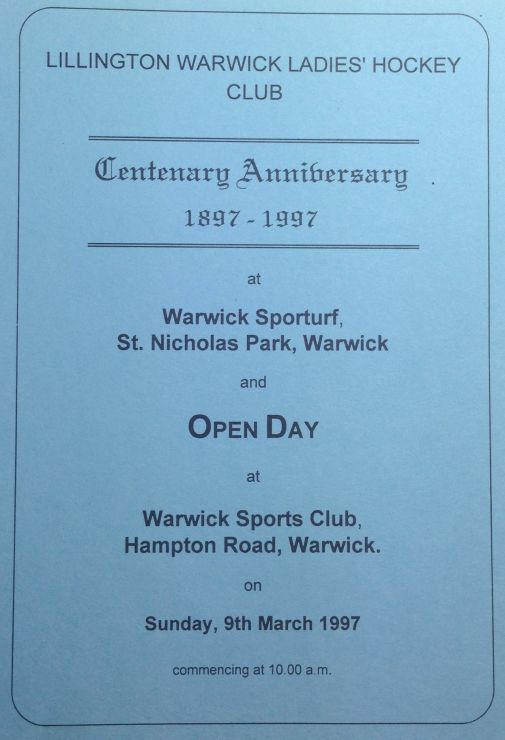 LILLINGTON WARWICK LADIES' HOCKEY
CLUB
Centenary Anniversary
1897 - 1997
at
Warwick Sporturf,
St. Nicholas Park, Warwick
and
OPEN DAY
at
Warwick Sports Club,
Hampton Road, Warwick.
on
Sunday, 9th March 1997
commencing at 10.00 a.m.